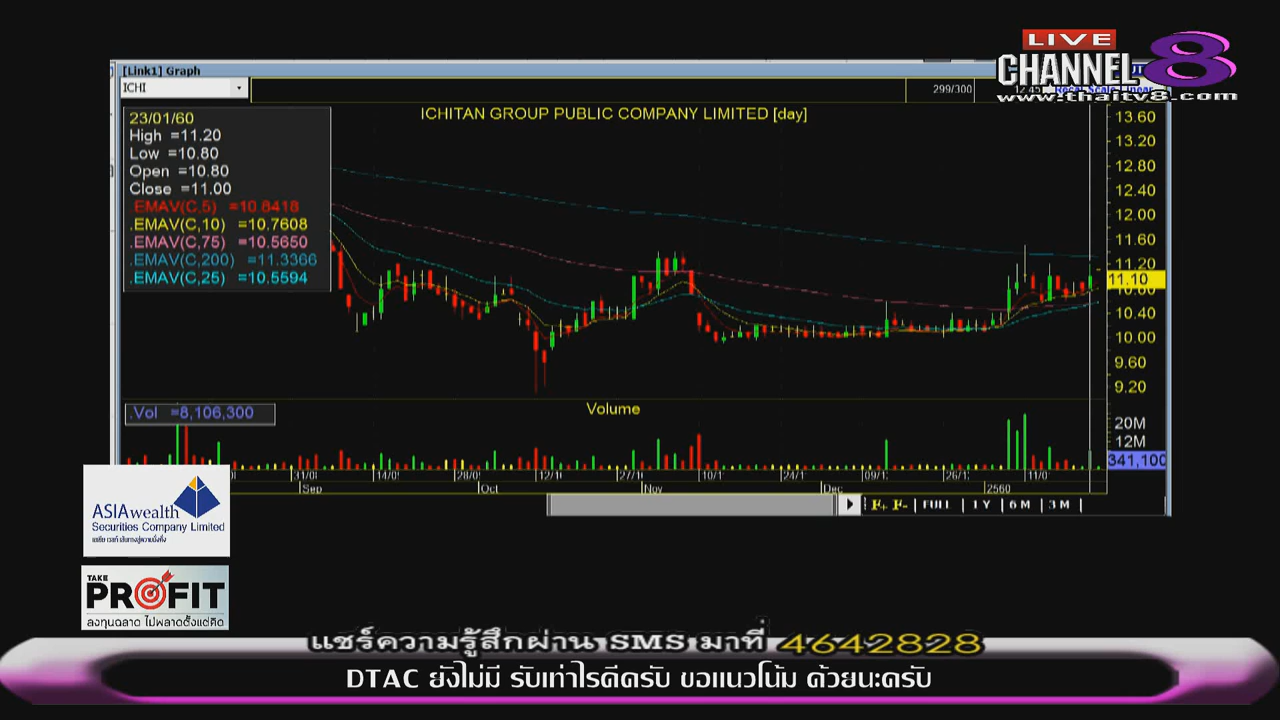 LIVE
CHANNEL 8
www.thaitv8.com
[Link1] Graph
ICHI
299/300
ICHITAN GROUP PUBLIC COMPANY LIMITED [day]
23/01/60
High =11.20
Low =10.80
Open =10.80
Close =11.00
.EMAV(C,5) =10.8418
.EMAV(C,10) =10.7608
.EMAV(C,75) =10.5650
.EMAV(C,200) =11.3366
.EMAV(C,25) =10.5594
13.60
13.20
12.80
12.40
12.00
11.60
11.20
11.10
10.40
10.00
9.60
9.20
.Vol =8,106,300
Volume
20M
12M
341,100
Sep
Oct
Nov
Dec
2560
F+ F- FULL 1 Y 6 M 3 M
ASIAwealth
Securities Company Limited
TAKE
PROFIT
ลงทุนฉลาด ไม่พลาดตั้งแต่คิด
แชร์ความรู้สึกผ่าน SMS มาที่ 4642828
DTAC ยังไม่มี รับเท่าไรดีครับ ขอแนวโน้ม ด้วยนะครับ